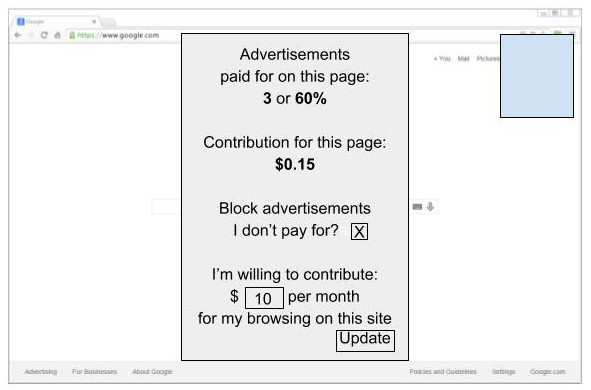 Google
https://www.google.com
+ You Mail Pictures
Advertisements
paid for on this page:
3 or 60%
Contribution for this page:
$0.15
Block advertisements
I don't pay for? X
I'm willing to contribute:
$ 10 per month
for my browsing on this site
Update
Advertising For Businesses About Google Policies and Guidelines Settings Google.com